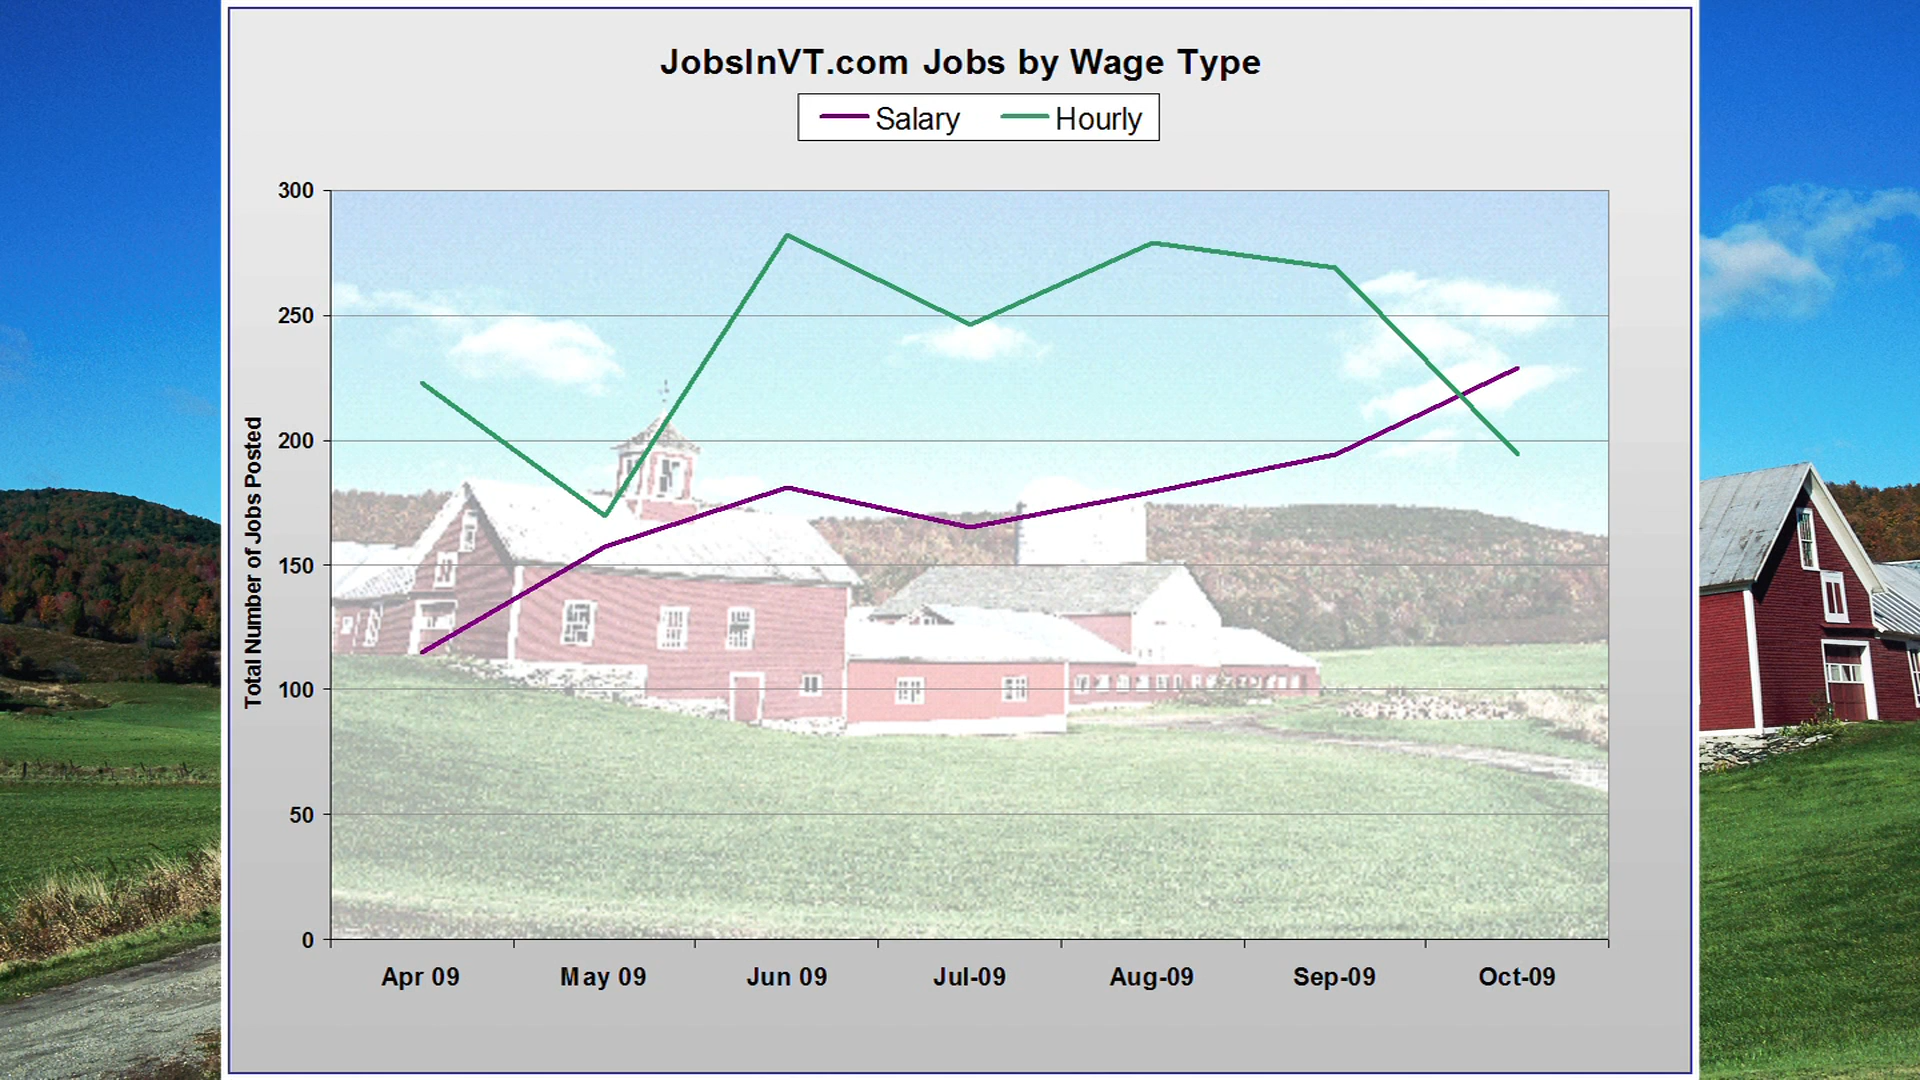 JobsInVT.com Jobs by Wage Type
Salary Hourly
300
250
200
150
100
50
0
Total Number of Jobs Posted
Apr 09 May 09 Jun 09 Jul-09 Aug-09 Sep-09 Oct-09